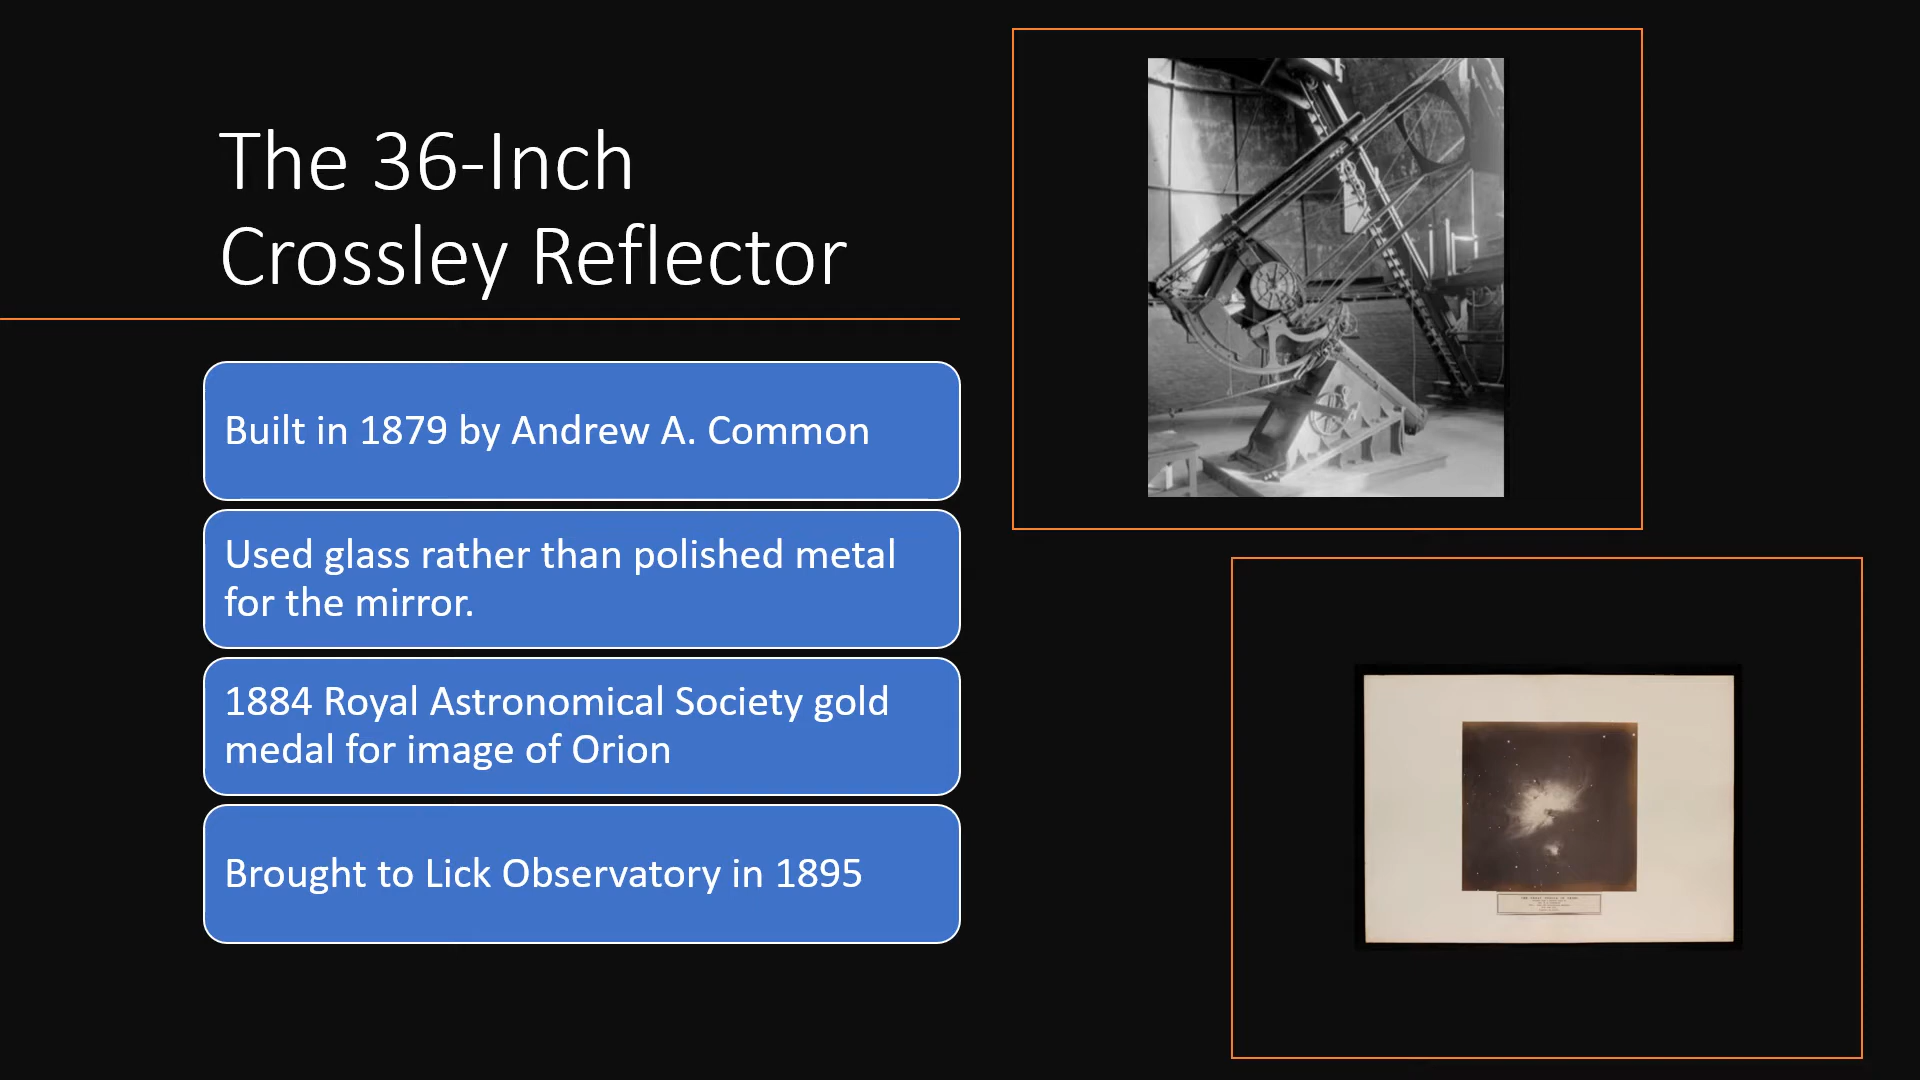 The 36-Inch
Crossley Reflector
Built in 1879 by Andrew A. Common
Used glass rather than polished metal
for the mirror.
1884 Royal Astronomical Society gold
medal for image of Orion
Brought to Lick Observatory in 1895